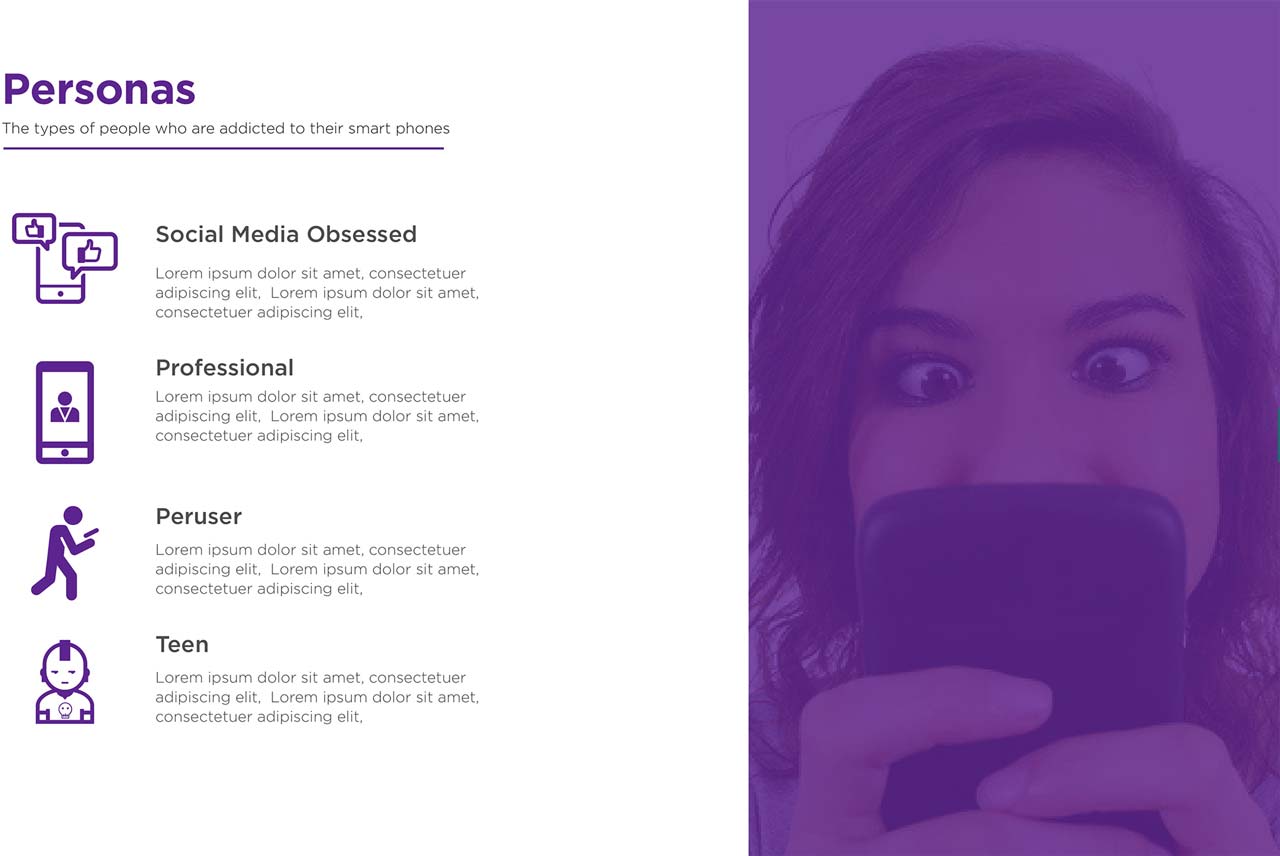 Personas
The types of people who are addicted to their smart phones
Social Media Obsessed
Lorem ipsum dolor sit amet, consectetuer
adipiscing elit,  Lorem ipsum dolor sit amet,
consectetuer adipiscing elit,
Professional
Lorem ipsum dolor sit amet, consectetuer
adipiscing elit,  Lorem ipsum dolor sit amet,
consectetuer adipiscing elit,
Peruser
Lorem ipsum dolor sit amet, consectetuer
adipiscing elit,  Lorem ipsum dolor sit amet,
consectetuer adipiscing elit,
Teen
Lorem ipsum dolor sit amet, consectetuer
adipiscing elit,  Lorem ipsum dolor sit amet,
consectetuer adipiscing elit,